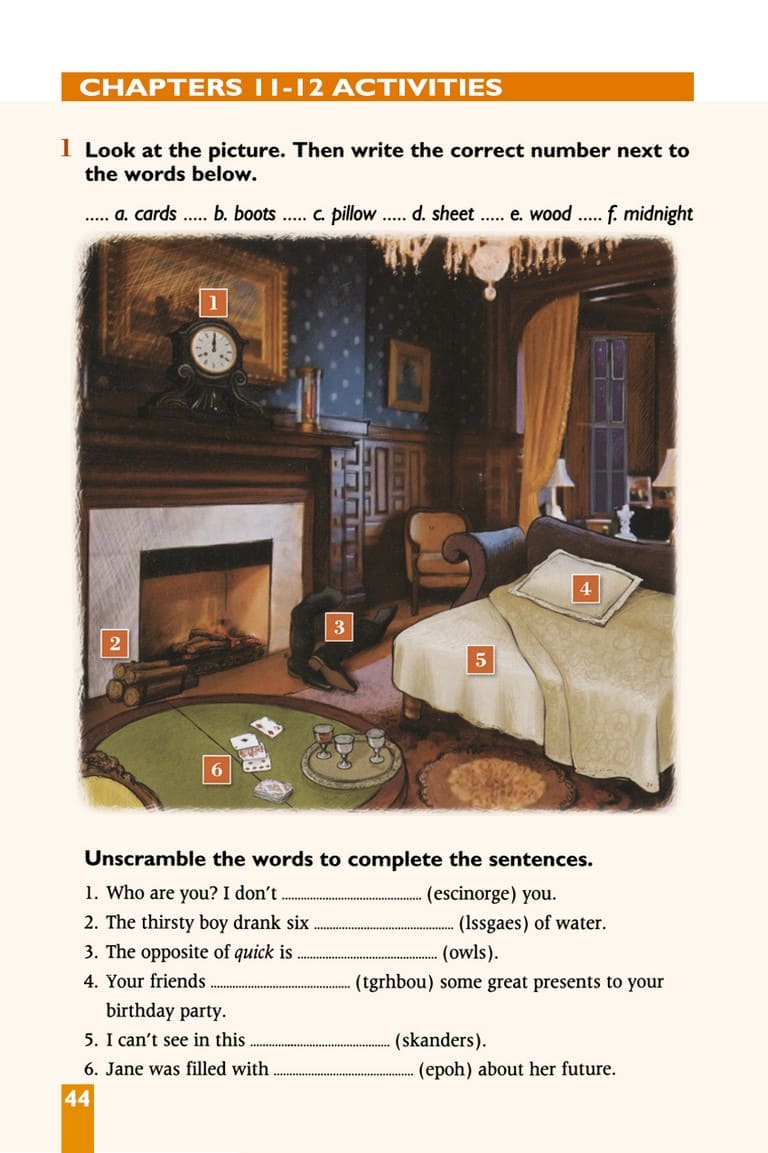 CHAPTERS 11-12 ACTIVITIES
1 Look at the picture. Then write the correct number next to
the words below.
..... a. cards ..... b. boots ..... c. pillow ..... d. sheet ..... e. wood ..... f. midnight
1
2
3
4
5
6
Unscramble the words to complete the sentences.
1. Who are you? I don't ............................................. (escinorge) you.
2. The thirsty boy drank six ............................................. (lssgaes) of water.
3. The opposite of quick is ............................................. (owls).
4. Your friends ............................................. (tgrhbou) some great presents to your
birthday party.
5. I can't see in this ............................................. (skanders).
6. Jane was filled with ............................................. (epoh) about her future.
44